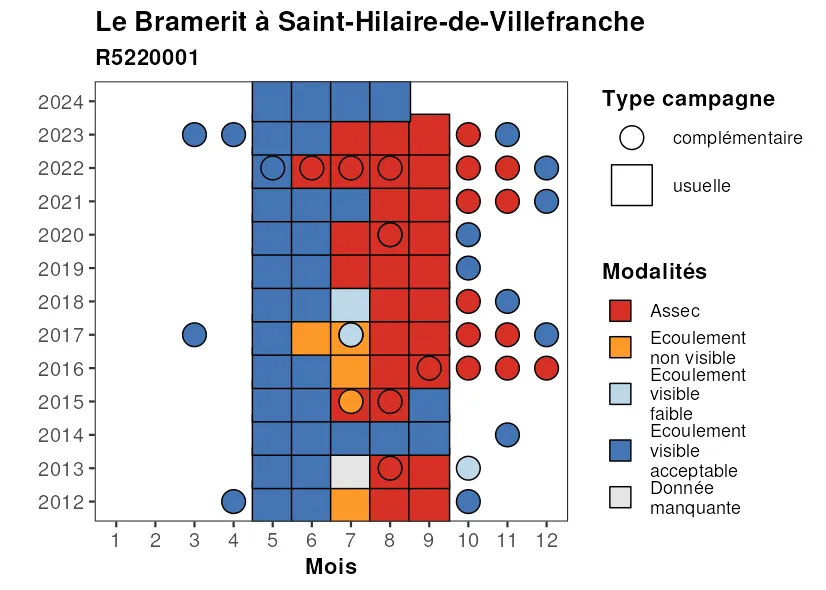 Le Bramerit à Saint-Hilaire-de-Villefranche
R5220001
2024
2023
2022
2021
2020
2019
2018
2017
2016
2015
2014
2013
2012
1 2 3 4 5 6 7 8 9 10 11 12
Mois
Type campagne
complémentaire
usuelle
Modalités
Assec
Ecoulement
non visible
Ecoulement
visible
faible
Ecoulement
visible
acceptable
Donnée
manquante